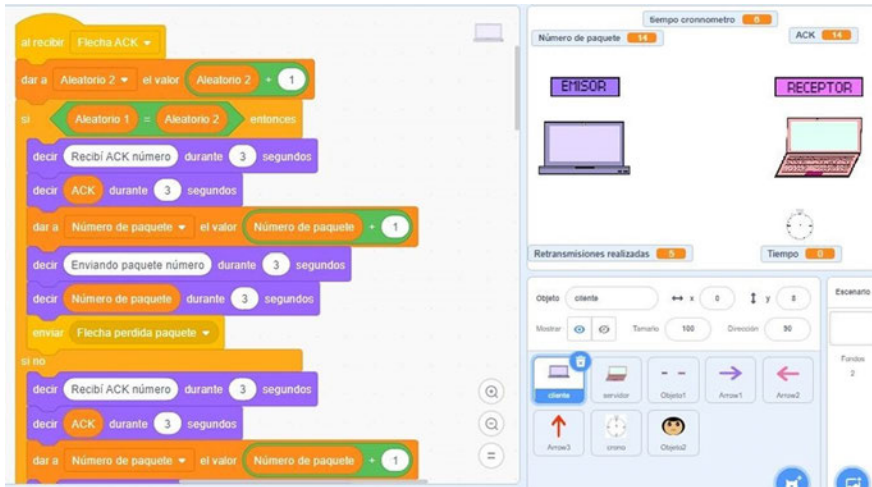 al recibir Flecha ACK
dar a Aleatorio 2 el valor Aleatorio 2 + 1
si Aleatorio 1 = Aleatorio 2 entonces
decir Recibí ACK número durante 3 segundos
decir ACK durante 3 segundos
dar a Número de paquete el valor Número de paquete + 1
decir Enviando paquete número durante 3 segundos
decir Número de paquete durante 3 segundos
enviar Flecha perdida paquete
si no
decir Recibí ACK número durante 3 segundos
decir ACK durante 3 segundos
dar a Número de paquete el valor Número de paquete + 1
tiempo cronnometro 6
Número de paquete 14
ACK 14
EMISOR
RECEPTOR
Retransmisiones realizadas 5
Tiempo 0
Objeto cliente x 0 y 8
Mostrar Tamaño 100 Dirección 90
cliente servidor Objeto1 Arrow1 Arrow2
Arrow3 crono Objeto2
Escenario
Fondos
2